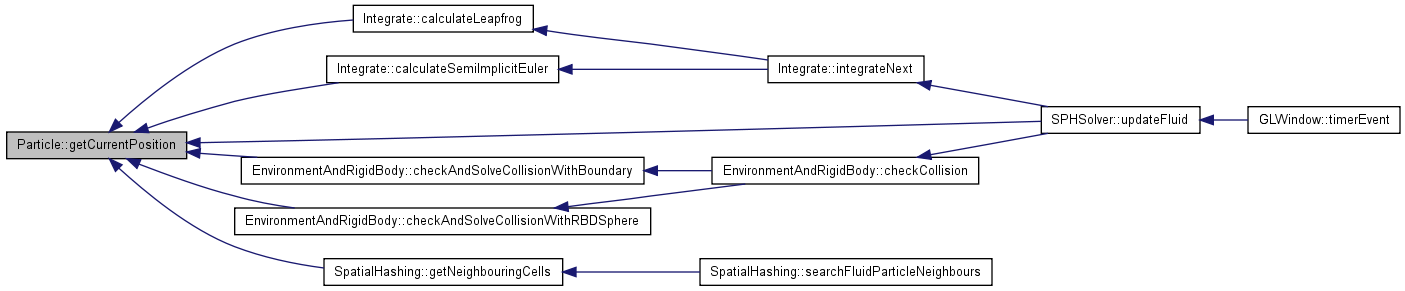 Integrate::calculateLeapfrog
Integrate::calculateSemiImplicitEuler
Integrate::integrateNext
SPHSolver::updateFluid
GLWindow::timerEvent
Particle::getCurrentPosition
EnvironmentAndRigidBody::checkAndSolveCollisionWithBoundary
EnvironmentAndRigidBody::checkCollision
EnvironmentAndRigidBody::checkAndSolveCollisionWithRBDSphere
SpatialHashing::getNeighbouringCells
SpatialHashing::searchFluidParticleNeighbours